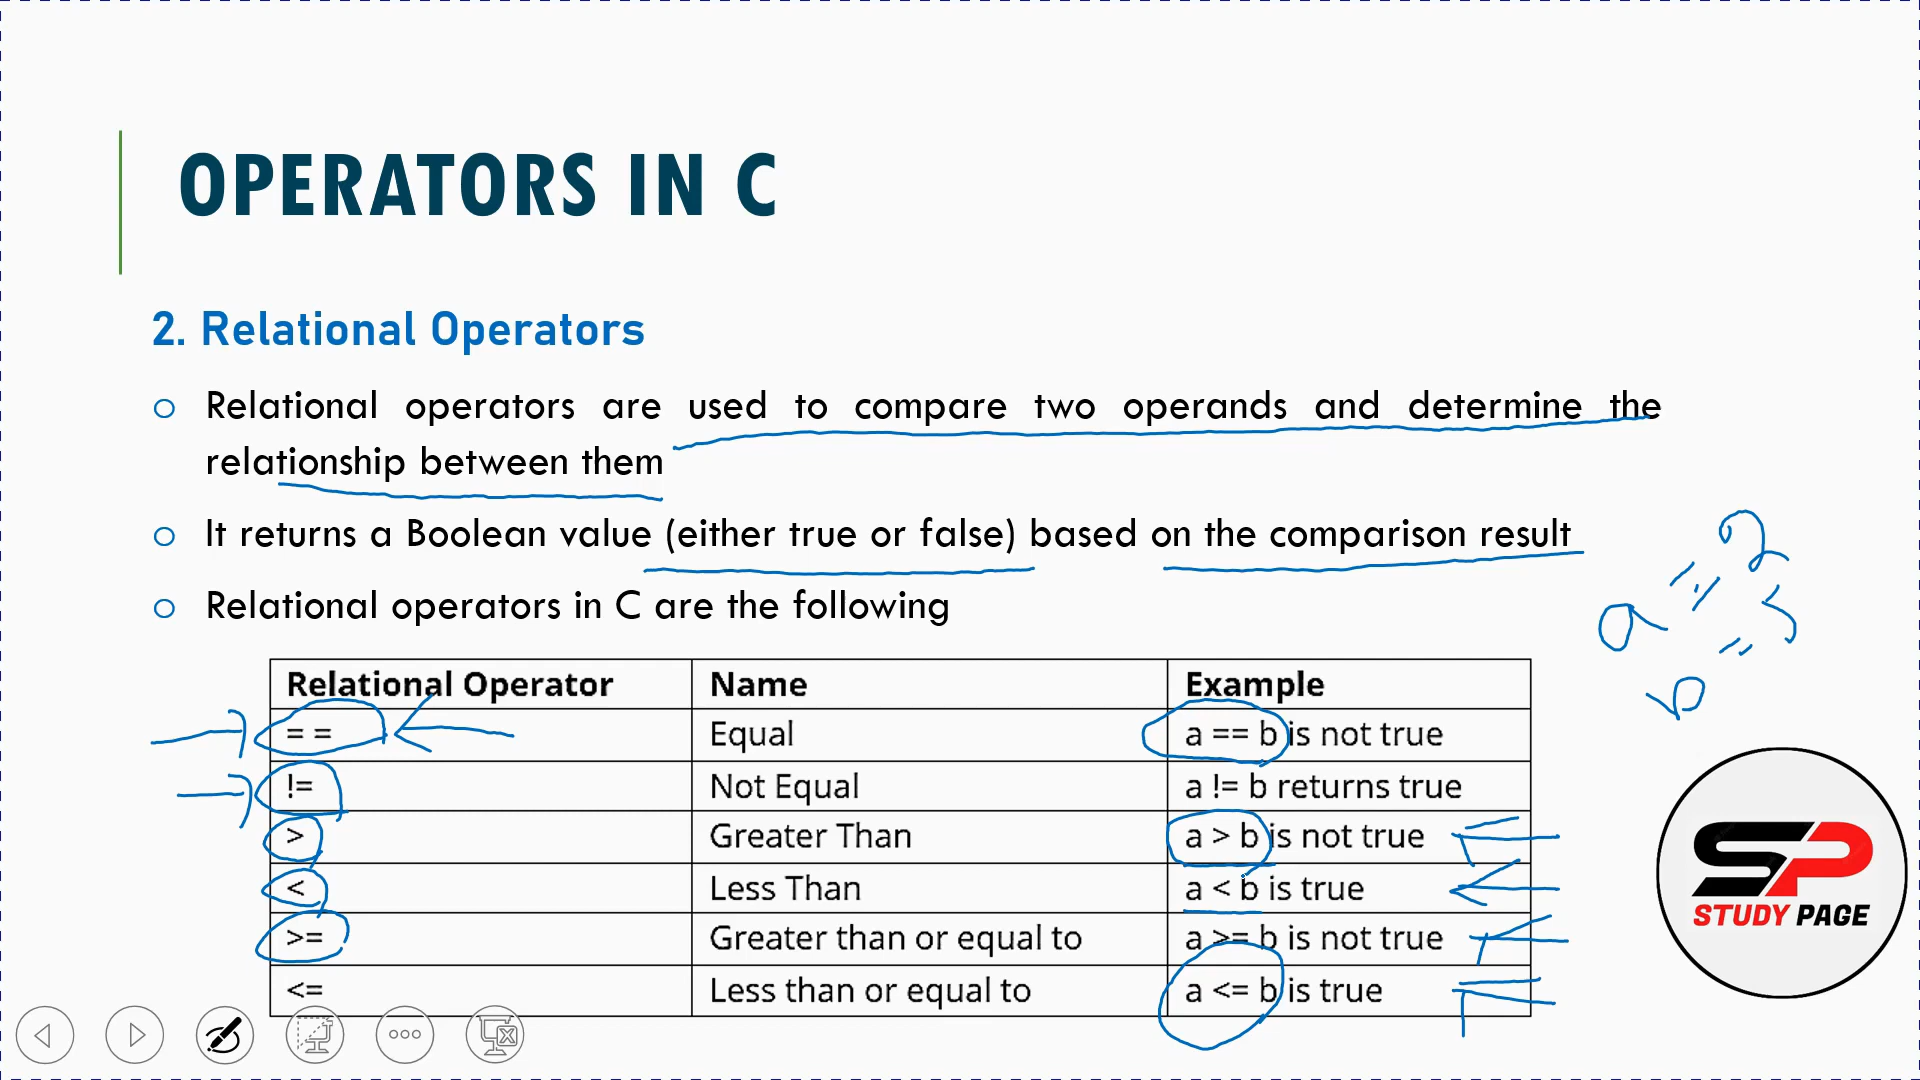 OPERATORS IN C
2. Relational Operators
Relational operators are used to compare two operands and determine the
relationship between them
It returns a Boolean value (either true or false) based on the comparison result
Relational operators in C are the following
Relational Operator Name Example
= = Equal a == b is not true
!= Not Equal a != b returns true
> Greater Than a > b is not true
< Less Than a < b is true
>= Greater than or equal to a >= b is not true
<= Less than or equal to a <= b is true
a = 2
b = 5
SP
STUDY PAGE